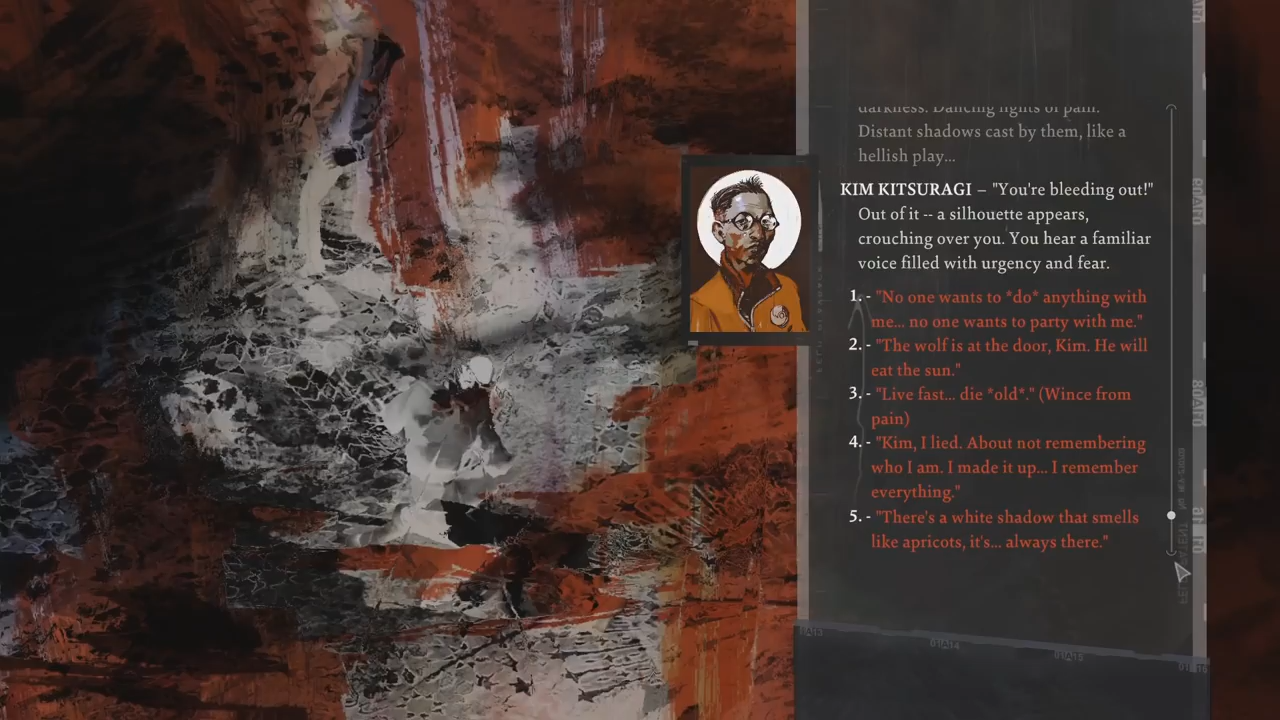 darkness. Dancing lights of pain.
Distant shadows cast by them, like a
hellish play...
KIM KITSURAGI – "You're bleeding out!"
Out of it -- a silhouette appears,
crouching over you. You hear a familiar
voice filled with urgency and fear.
1. - "No one wants to *do* anything with
me... no one wants to party with me."
2. - "The wolf is at the door, Kim. He will
eat the sun."
3. - "Live fast... die *old*." (Wince from
pain)
4. - "Kim, I lied. About not remembering
who I am. I made it up... I remember
everything."
5. - "There's a white shadow that smells
like apricots, it's... always there."